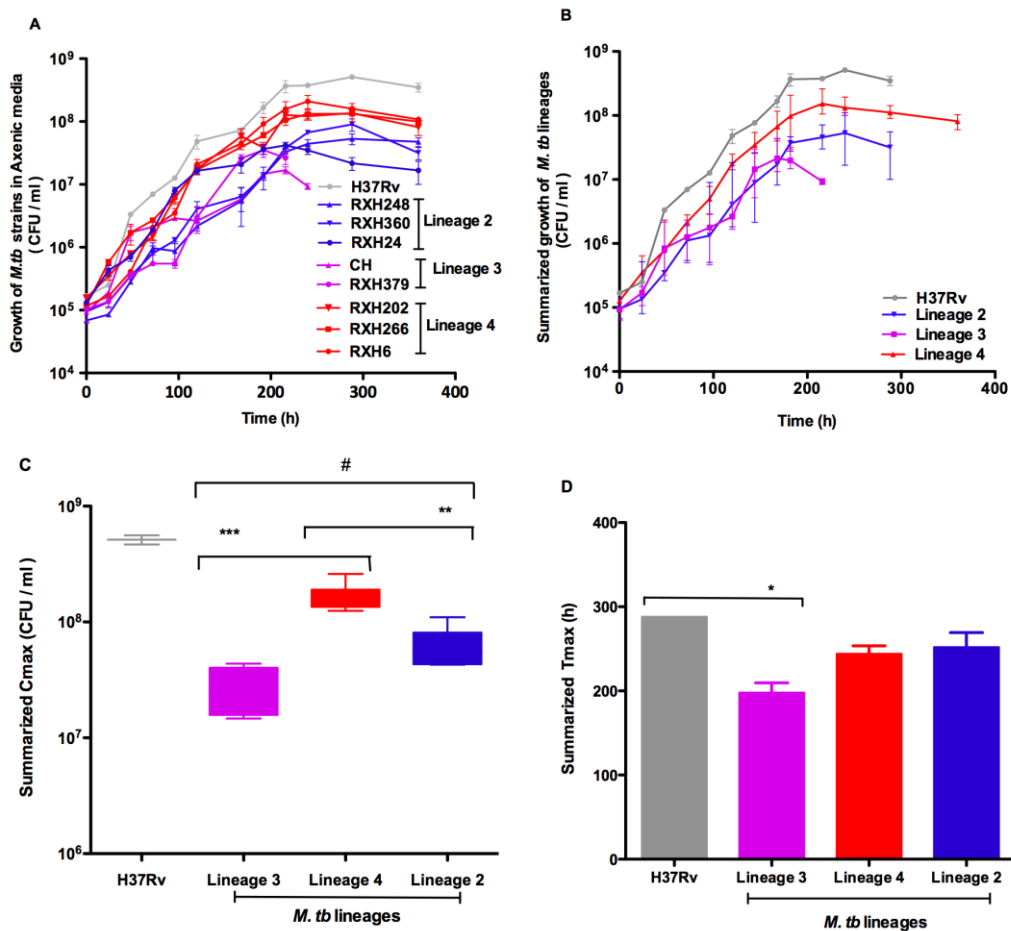 A
Growth of M.tb strains in Axenic media
( CFU / ml )
10⁹
10⁸
10⁷
10⁶
10⁵
10⁴
0
100
200
300
400
Time (h)
H37Rv
RXH248
RXH360
RXH24
Lineage 2
CH
RXH379
Lineage 3
RXH202
RXH266
RXH6
Lineage 4
B
Summarized growth of M. tb lineages
(CFU / ml)
10⁹
10⁸
10⁷
10⁶
10⁵
10⁴
0
100
200
300
400
Time (h)
H37Rv
Lineage 2
Lineage 3
Lineage 4
C
Summarized Cmax (CFU / ml )
10⁹
10⁸
10⁷
10⁶
#
***
**
H37Rv
Lineage 3
Lineage 4
Lineage 2
M. tb lineages
D
Summarized Tmax (h)
400
300
200
100
0
*
H37Rv
Lineage 3
Lineage 4
Lineage 2
M. tb lineages